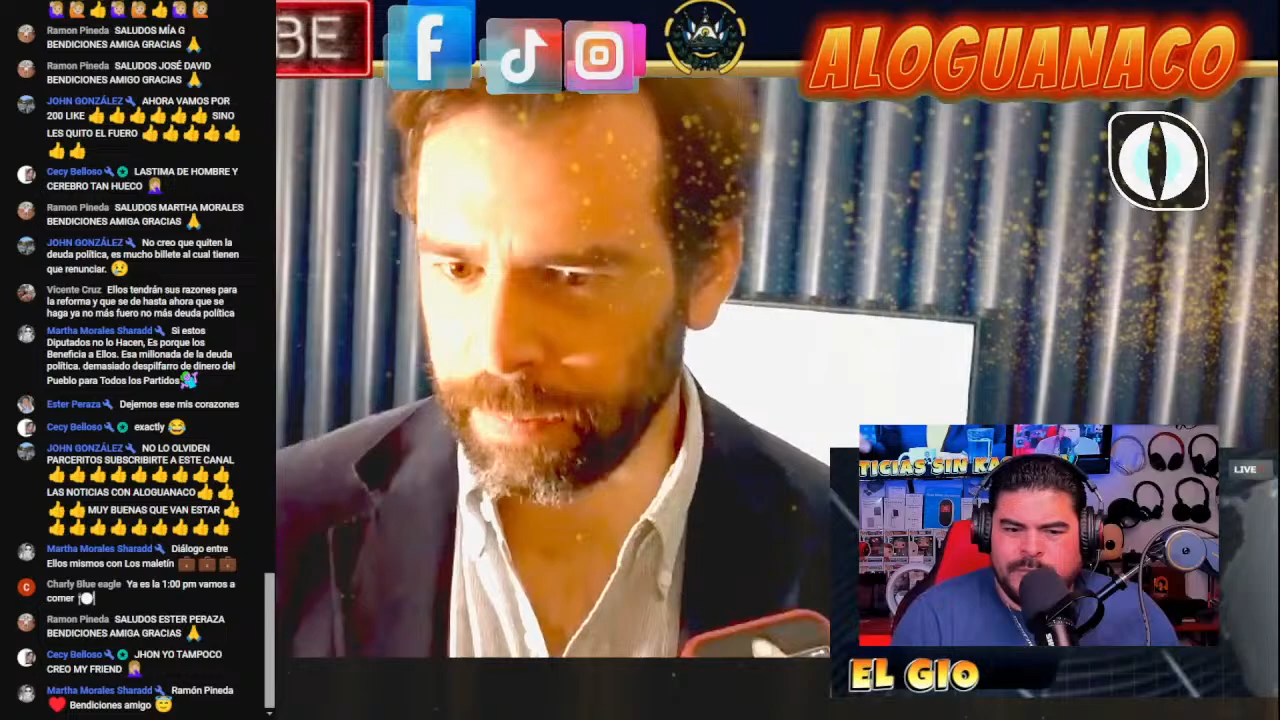 Ramon Pineda SALUDOS MÍA G
BENDICIONES AMIGA GRACIAS 🙏
Ramon Pineda SALUDOS JOSÉ DAVID
BENDICIONES AMIGO GRACIAS 🙏
JOHN GONZÁLEZ AHORA VAMOS POR
200 LIKE 👍👍👍👍👍👍 SINO
LES QUITO EL FUERO 👍👍👍👍👍
👍👍
Cecy Belloso LASTIMA DE HOMBRE Y
CEREBRO TAN HUECO
Ramon Pineda SALUDOS MARTHA MORALES
BENDICIONES AMIGA GRACIAS 🙏
JOHN GONZÁLEZ No creo que quiten la
deuda política, es mucho billete al cual tienen
que renunciar. 😢
Vicente Cruz Ellos tendrán sus razones para
la reforma y que se de hasta ahora que se
haga ya no más fuero no más deuda política
Martha Morales Sharadd Si estos
Diputados no lo Hacen, Es porque los
Beneficia a Ellos. Esa millonada de la deuda
política. demasiado despilfarro de dinero del
Pueblo para Todos los Partidos
Ester Peraza Dejemos ese mis corazones
Cecy Belloso exactly 😂
JOHN GONZÁLEZ NO LO OLVIDEN
PARCERITOS SUBSCRIBIRTE A ESTE CANAL
👍👍👍👍👍👍👍👍👍
LAS NOTICIAS CON ALOGUANACO👍👍
👍👍MUY BUENAS QUE VAN ESTAR 👍
👍👍👍👍👍👍👍👍👍
Martha Morales Sharadd Diálogo entre
Ellos mismos con Los maletín 💼💼💼
Charly Blue eagle Ya es la 1:00 pm vamos a
comer 🍽
Ramon Pineda SALUDOS ESTER PERAZA
BENDICIONES AMIGA GRACIAS 🙏
Cecy Belloso JHON YO TAMPOCO
CREO MY FRIEND
Martha Morales Sharadd Ramón Pineda
❤️ Bendiciones amigo 😇
C
BE
f
ALOGUANACO
TICIAS SIN KA
LIVE
EL GIO